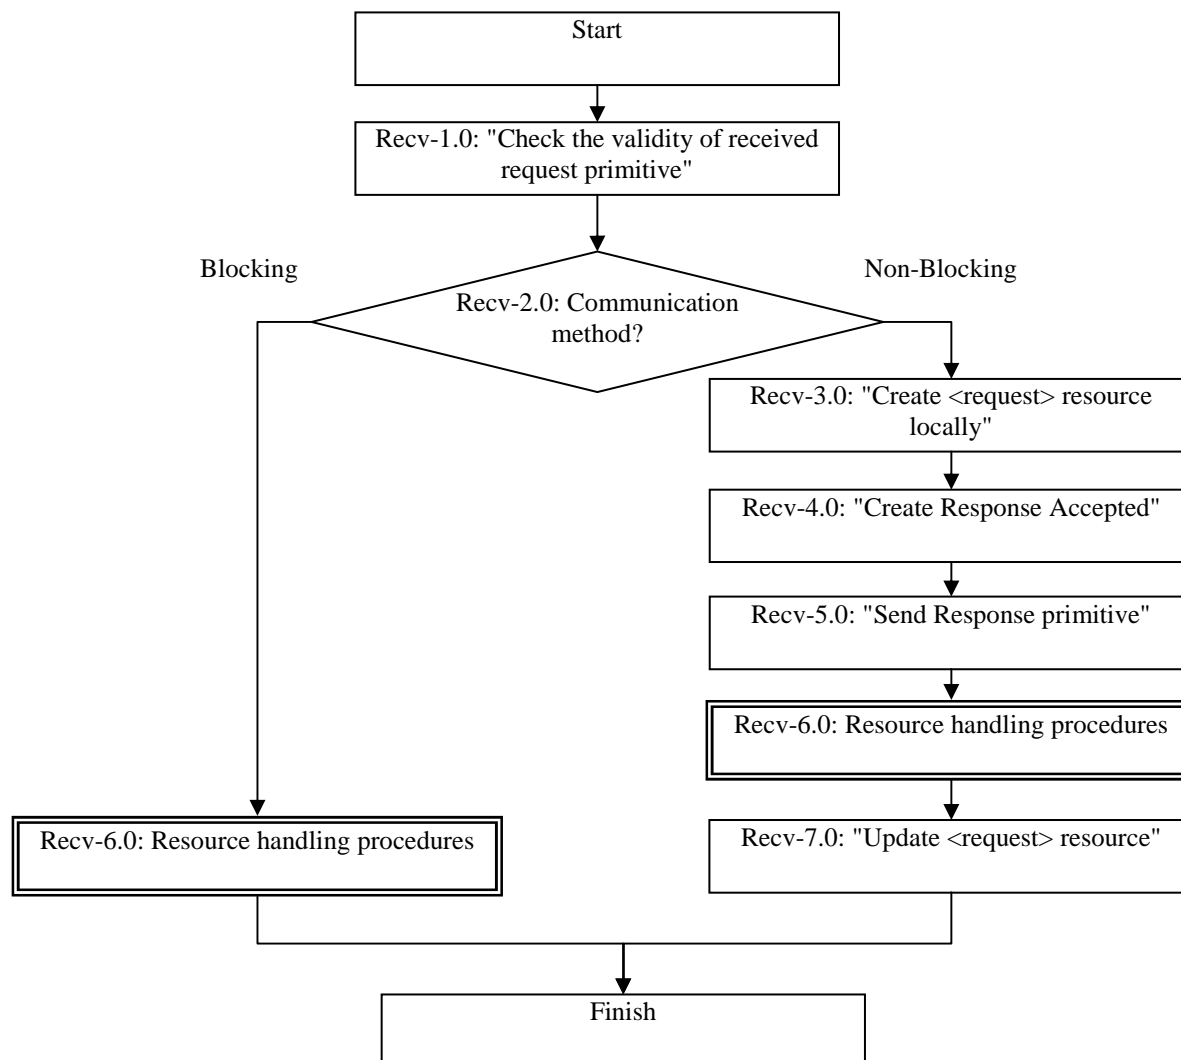 Start
Recv-1.0: "Check the validity of received
request primitive"
Blocking
Non-Blocking
Recv-2.0: Communication
method?
Recv-3.0: "Create <request> resource
locally"
Recv-4.0: "Create Response Accepted"
Recv-5.0: "Send Response primitive"
Recv-6.0: Resource handling procedures
Recv-6.0: Resource handling procedures
Recv-7.0: "Update <request> resource"
Finish